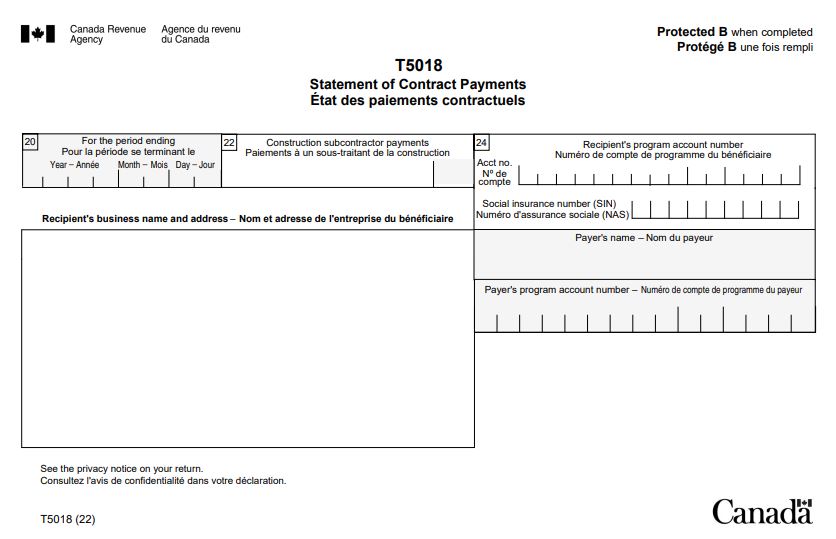 Canada Revenue
Agency
Agence du revenu
du Canada
Protected B when completed
Protégé B une fois rempli
T5018
Statement of Contract Payments
État des paiements contractuels
20
For the period ending
Pour la période se terminant le
Year – Année Month – Mois Day – Jour
22
Construction subcontractor payments
Paiements à un sous-traitant de la construction
24
Recipient's program account number
Numéro de compte de programme du bénéficiaire
Acct no.
Nº de
compte
Social insurance number (SIN)
Numéro d'assurance sociale (NAS)
Recipient's business name and address – Nom et adresse de l'entreprise du bénéficiaire
Payer's name – Nom du payeur
Payer's program account number – Numéro de compte de programme du payeur
See the privacy notice on your return.
Consultez l'avis de confidentialité dans votre déclaration.
T5018 (22)
Canada